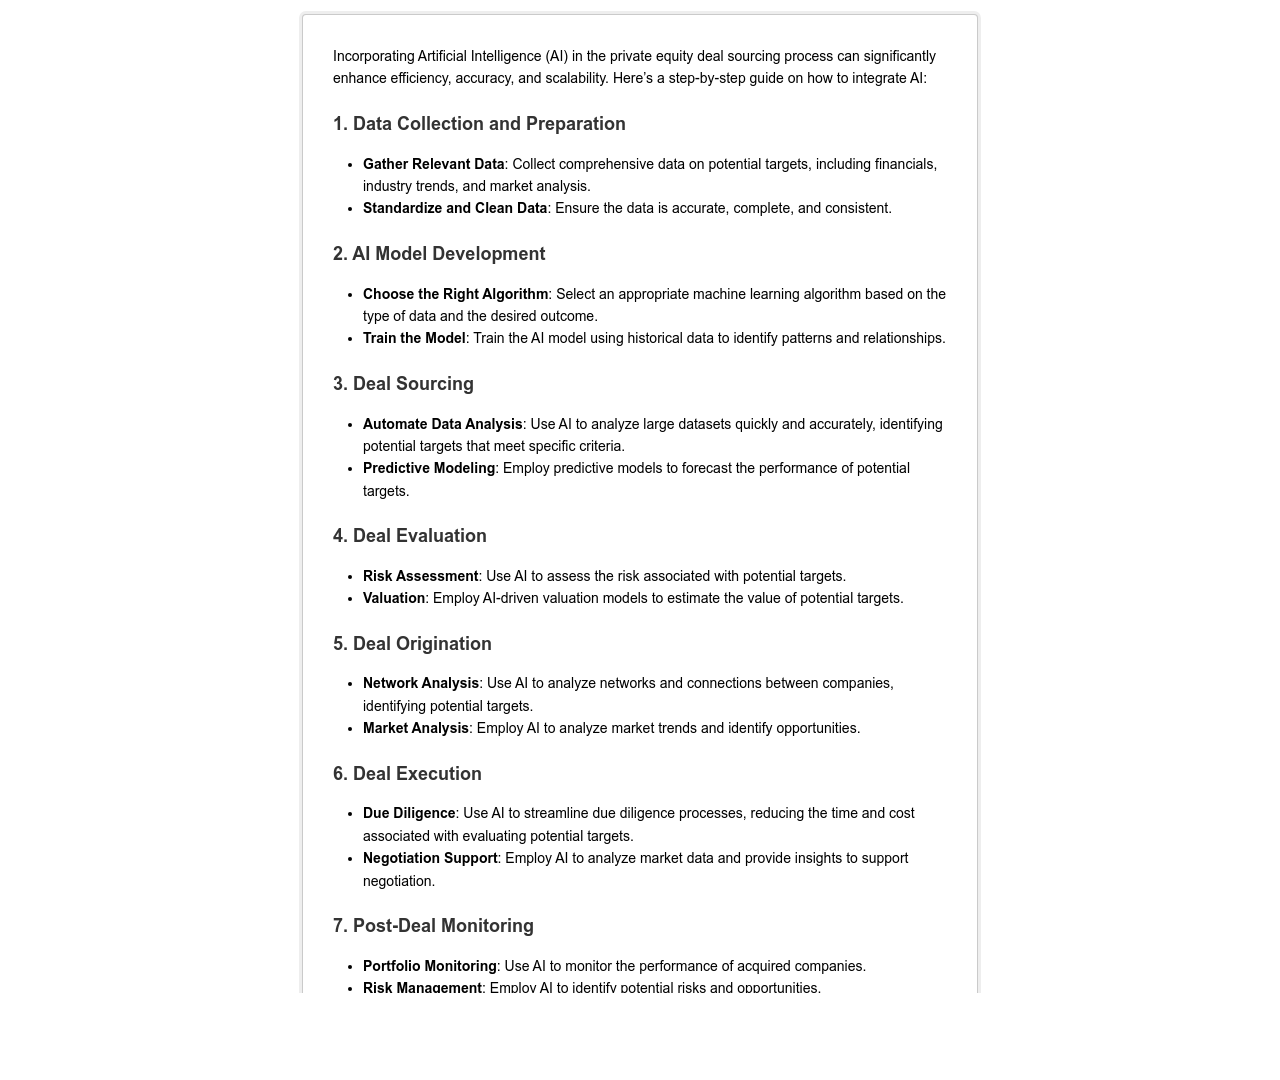 Incorporating Artificial Intelligence (AI) in the private equity deal sourcing process can significantly
enhance efficiency, accuracy, and scalability. Here's a step-by-step guide on how to integrate AI:
1. Data Collection and Preparation
• Gather Relevant Data: Collect comprehensive data on potential targets, including financials,
industry trends, and market analysis.
• Standardize and Clean Data: Ensure the data is accurate, complete, and consistent.
2. AI Model Development
• Choose the Right Algorithm: Select an appropriate machine learning algorithm based on the
type of data and the desired outcome.
• Train the Model: Train the AI model using historical data to identify patterns and relationships.
3. Deal Sourcing
• Automate Data Analysis: Use AI to analyze large datasets quickly and accurately, identifying
potential targets that meet specific criteria.
• Predictive Modeling: Employ predictive models to forecast the performance of potential
targets.
4. Deal Evaluation
• Risk Assessment: Use AI to assess the risk associated with potential targets.
• Valuation: Employ AI-driven valuation models to estimate the value of potential targets.
5. Deal Origination
• Network Analysis: Use AI to analyze networks and connections between companies,
identifying potential targets.
• Market Analysis: Employ AI to analyze market trends and identify opportunities.
6. Deal Execution
• Due Diligence: Use AI to streamline due diligence processes, reducing the time and cost
associated with evaluating potential targets.
• Negotiation Support: Employ AI to analyze market data and provide insights to support
negotiation.
7. Post-Deal Monitoring
• Portfolio Monitoring: Use AI to monitor the performance of acquired companies.
• Risk Management: Employ AI to identify potential risks and opportunities.